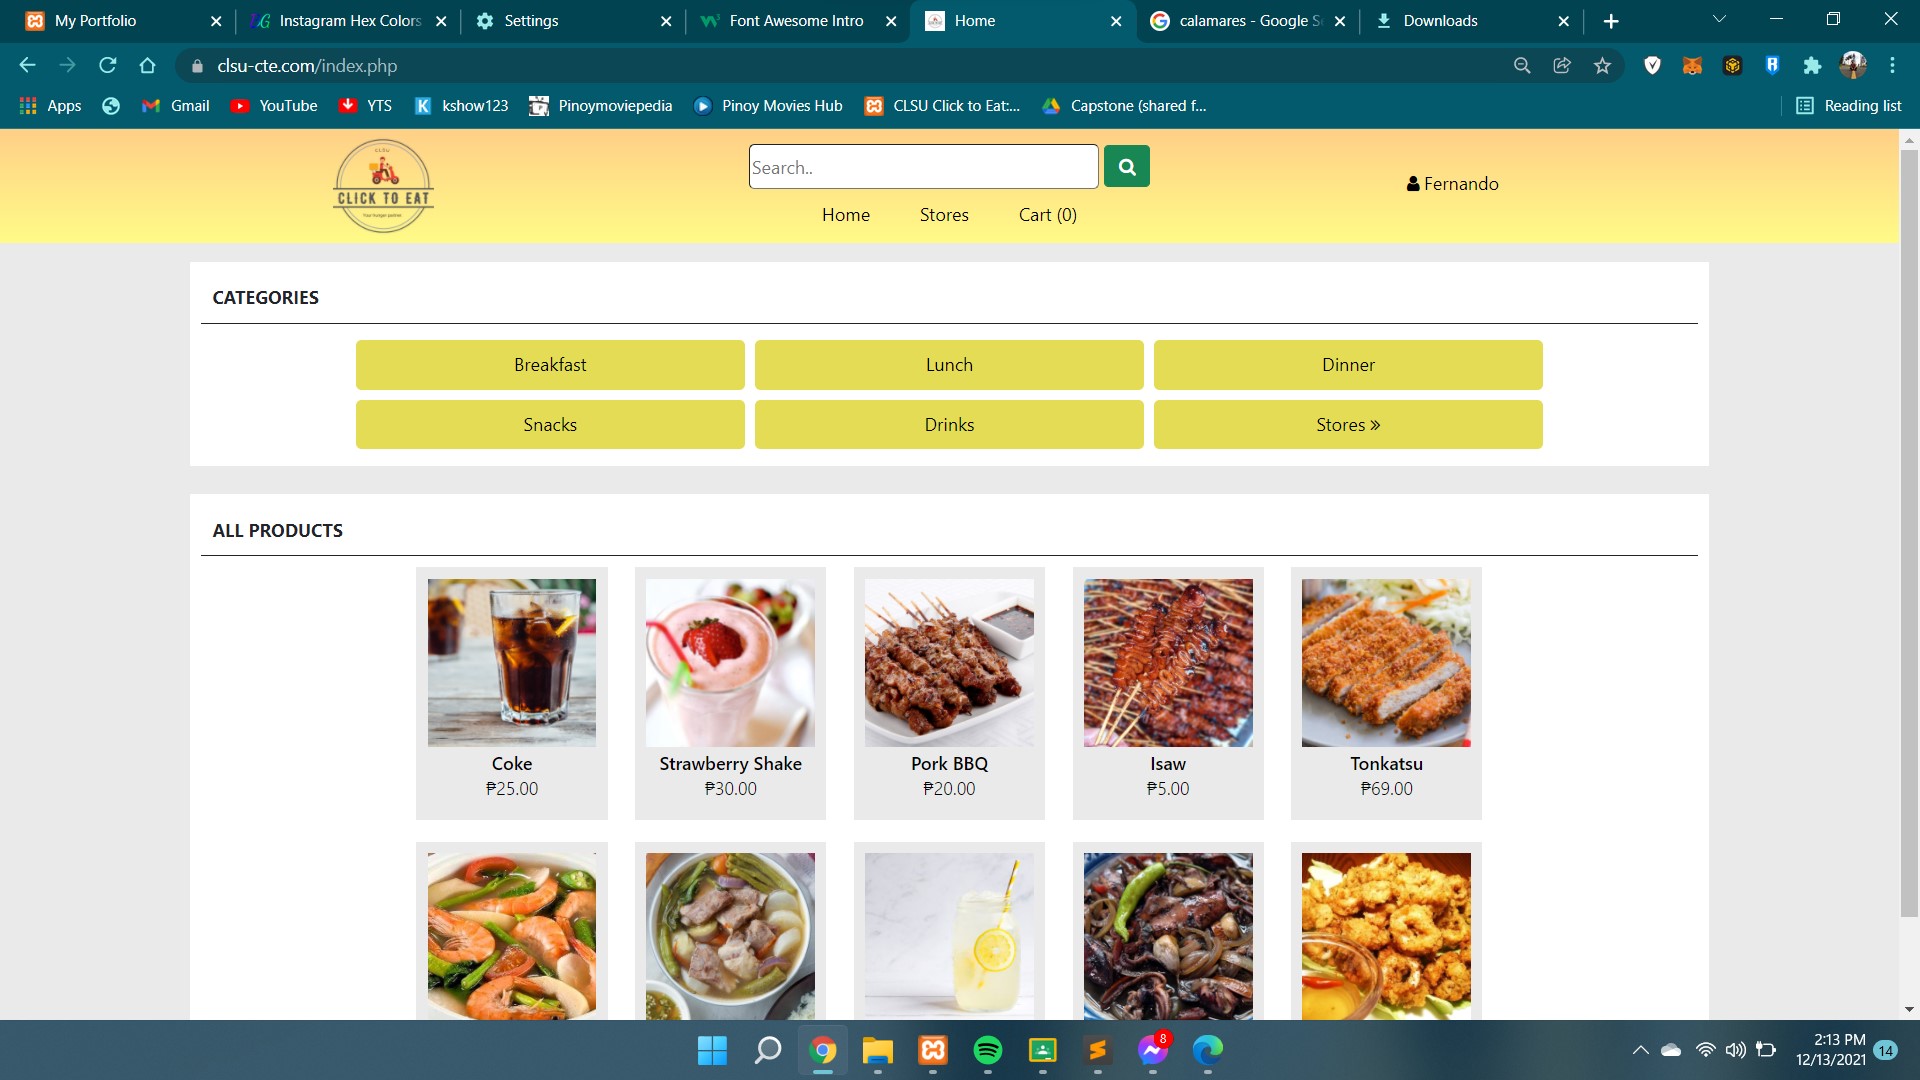 My Portfolio
Instagram Hex Colors
Settings
Font Awesome Intro
Home
calamares - Google S
Downloads
clsu-cte.com/index.php
Apps
Gmail
YouTube
YTS
kshow123
Pinoymoviepedia
Pinoy Movies Hub
CLSU Click to Eat:...
Capstone (shared f...
Reading list
CLSU
CLICK TO EAT
Your hunger partner
Search..
Fernando
Home
Stores
Cart (0)
CATEGORIES
Breakfast
Lunch
Dinner
Snacks
Drinks
Stores »
ALL PRODUCTS
Coke
₱25.00
Strawberry Shake
₱30.00
Pork BBQ
₱20.00
Isaw
₱5.00
Tonkatsu
₱69.00
8
2:13 PM
12/13/2021
14